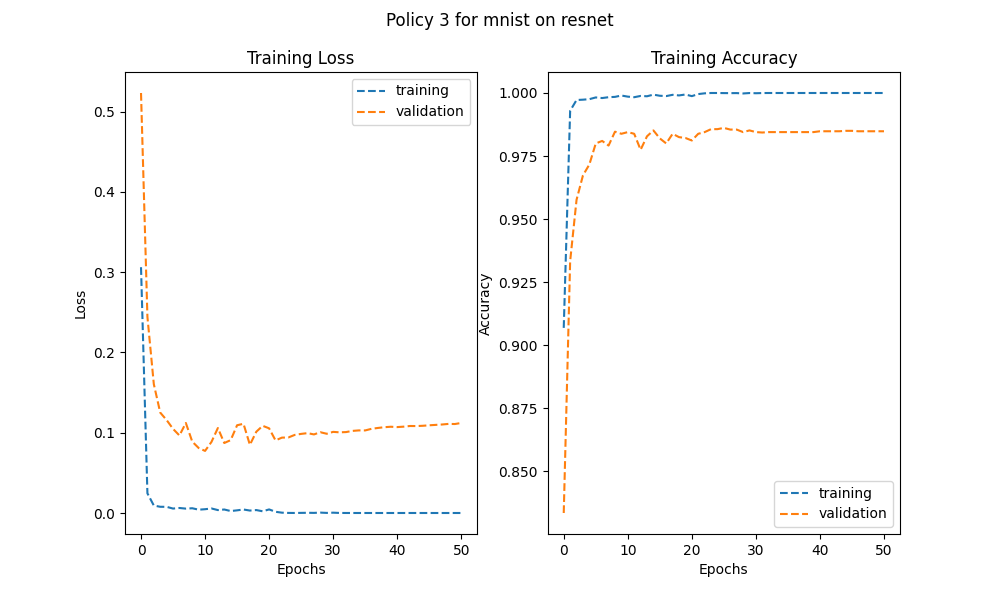 Policy 3 for mnist on resnet
Training Loss
training
validation
0.5
0.4
0.3
0.2
0.1
0.0
Loss
0 10 20 30 40 50
Epochs
Training Accuracy
1.000
0.975
0.950
0.925
0.900
0.875
0.850
Accuracy
training
validation
0 10 20 30 40 50
Epochs